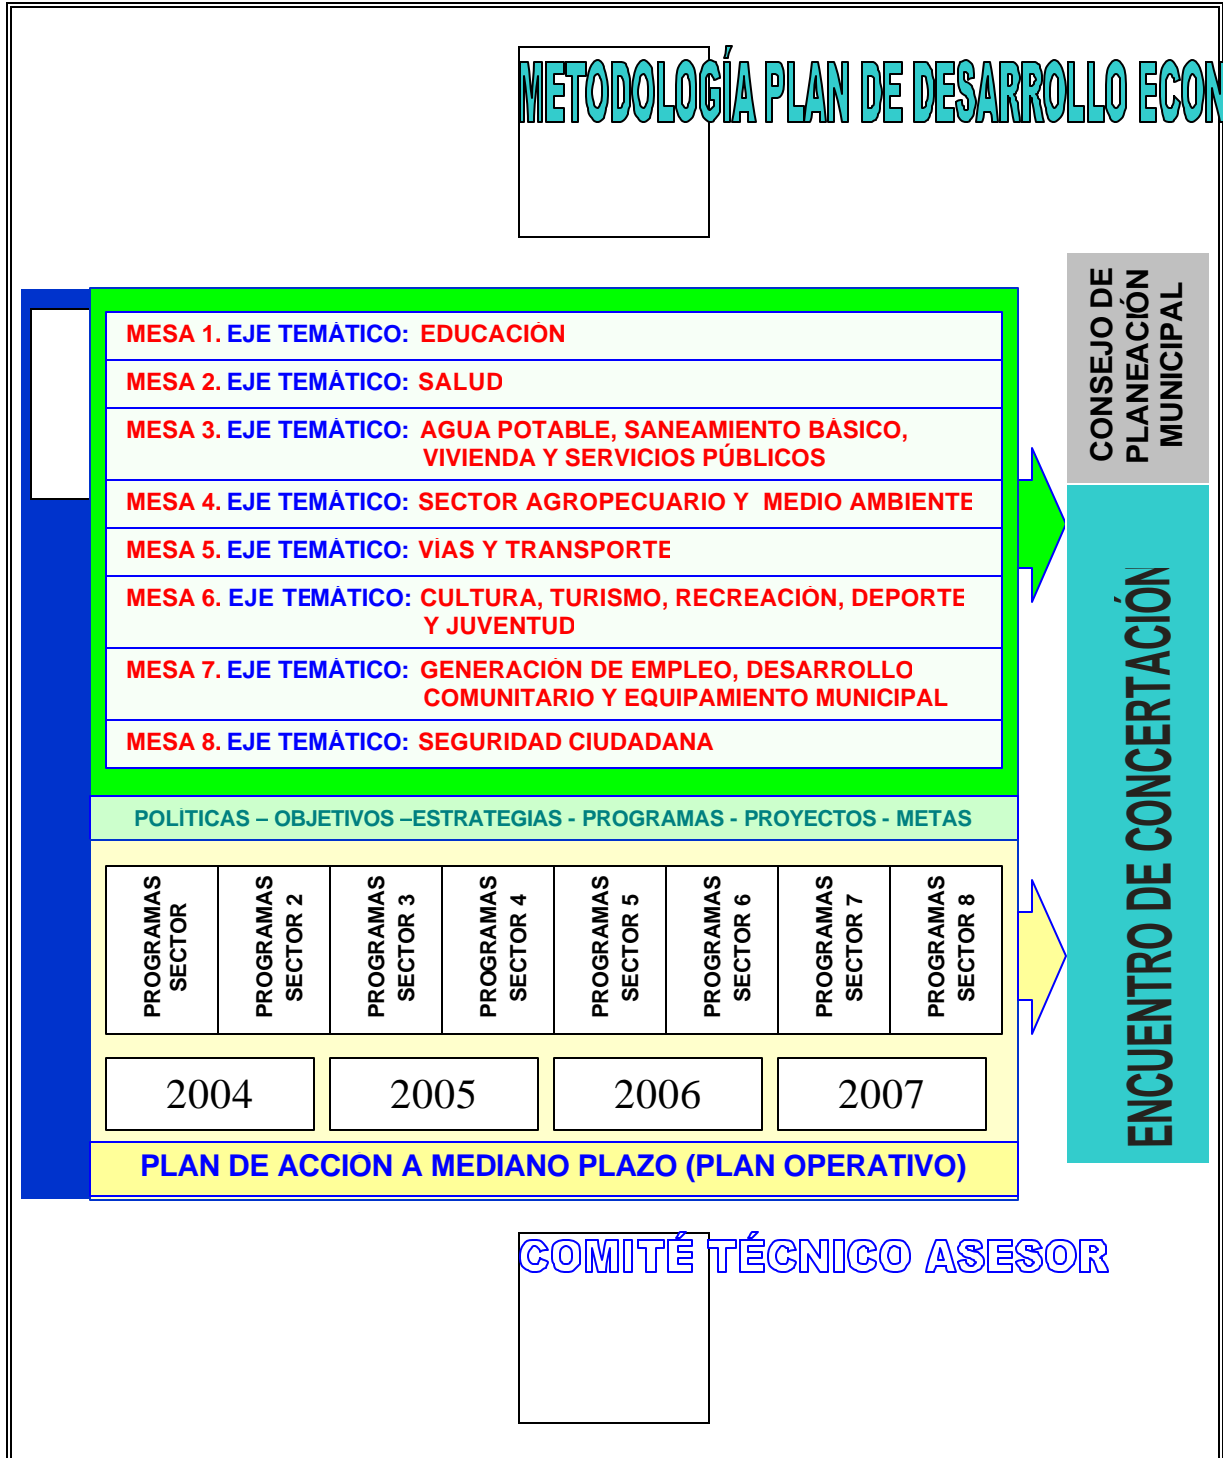 METODOLOGÍA PLAN DE DESARROLLO ECON
CONSEJO DE
PLANEACIÓN
MUNICIPAL
MESA 1. EJE TEMÁTICO: EDUCACIÓN
MESA 2. EJE TEMÁTICO: SALUD
MESA 3. EJE TEMÁTICO: AGUA POTABLE, SANEAMIENTO BÁSICO,
VIVIENDA Y SERVICIOS PÚBLICOS
MESA 4. EJE TEMÁTICO: SECTOR AGROPECUARIO Y MEDIO AMBIENTE
MESA 5. EJE TEMÁTICO: VÍAS Y TRANSPORTE
MESA 6. EJE TEMÁTICO: CULTURA, TURISMO, RECREACIÓN, DEPORTE
Y JUVENTUD
MESA 7. EJE TEMÁTICO: GENERACIÓN DE EMPLEO, DESARROLLO
COMUNITARIO Y EQUIPAMIENTO MUNICIPAL
MESA 8. EJE TEMÁTICO: SEGURIDAD CIUDADANA
ENCUENTRO DE CONCERTACIÓN
POLÍTICAS – OBJETIVOS –ESTRATEGIAS - PROGRAMAS - PROYECTOS - METAS
PROGRAMAS
SECTOR
PROGRAMAS
SECTOR 2
PROGRAMAS
SECTOR 3
PROGRAMAS
SECTOR 4
PROGRAMAS
SECTOR 5
PROGRAMAS
SECTOR 6
PROGRAMAS
SECTOR 7
PROGRAMAS
SECTOR 8
2004
2005
2006
2007
PLAN DE ACCIÓN A MEDIANO PLAZO (PLAN OPERATIVO)
COMITÉ TÉCNICO ASESOR